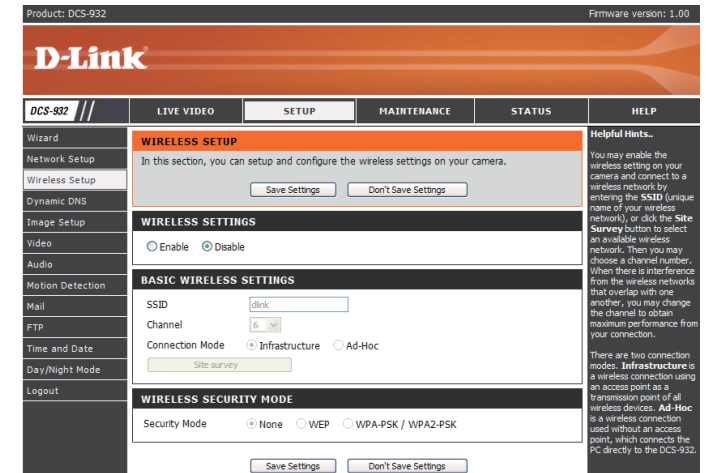 Product: DCS-932 Firmware version: 1.00
D-Link
DCS-932 // LIVE VIDEO SETUP MAINTENANCE STATUS HELP
Wizard
Network Setup
Wireless Setup
Dynamic DNS
Image Setup
Video
Audio
Motion Detection
Mail
FTP
Time and Date
Day/Night Mode
Logout
WIRELESS SETUP
In this section, you can setup and configure the wireless settings on your camera.
Save Settings Don't Save Settings
WIRELESS SETTINGS
Enable Disable
BASIC WIRELESS SETTINGS
SSID dlink
Channel 6
Connection Mode Infrastructure Ad-Hoc
Site survey
WIRELESS SECURITY MODE
Security Mode None WEP WPA-PSK / WPA2-PSK
Save Settings Don't Save Settings
Helpful Hints..
You may enable the
wireless setting on your
camera and connect to a
wireless network by
entering the SSID (unique
name of your wireless
network), or click the Site
Survey button to select
an available wireless
network. Then you may
choose a channel number.
When there is interference
from the wireless networks
that overlap with one
another, you may change
the channel to obtain
maximum performance from
your connection.
There are two connection
modes. Infrastructure is
a wireless connection using
an access point as a
transmission point of all
wireless devices. Ad-Hoc
is a wireless connection
used without an access
point, which connects the
PC directly to the DCS-932.